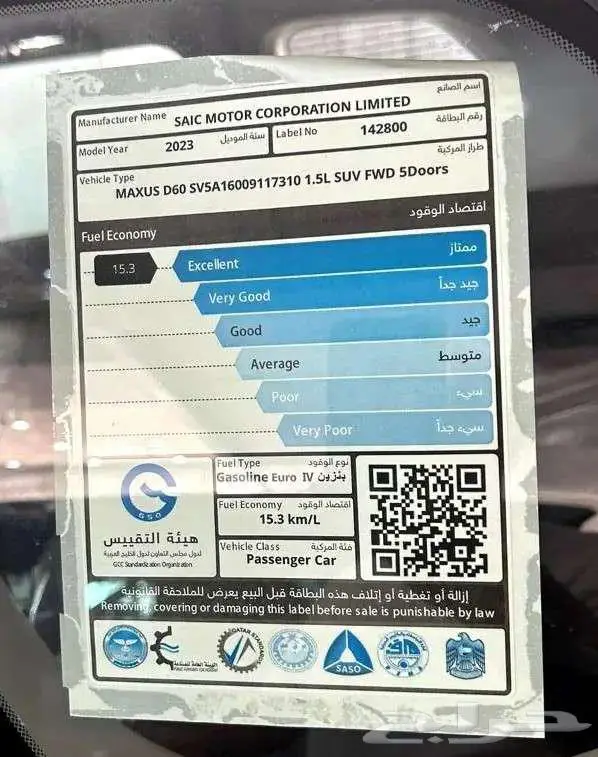 Manufacturer Name SAIC MOTOR CORPORATION LIMITED اسم الصانع
Model Year 2023 سنة الموديل Label No 142800 رقم البطاقة
Vehicle Type طراز المركبة
MAXUS D60 SV5A16009117310 1.5L SUV FWD 5Doors
Fuel Economy اقتصاد الوقود
15.3 Excellent ممتاز
Very Good جيد جداً
Good جيد
Average متوسط
Poor سيء
Very Poor سيء جداً
GSO
هيئة التقييس
لدول مجلس التعاون لدول الخليج العربية
GCC Standardization Organization
Fuel Type نوع الوقود
Gasoline Euro IV بنزين
Fuel Economy اقتصاد الوقود
15.3 km/L
Vehicle Class فئة المركبة
Passenger Car
إزالة أو تغطية أو إتلاف هذه البطاقة قبل البيع يعرض للملاحقة القانونية
Removing, covering or damaging this label before sale is punishable by law
QATAR STANDARDS
SASO
حراج